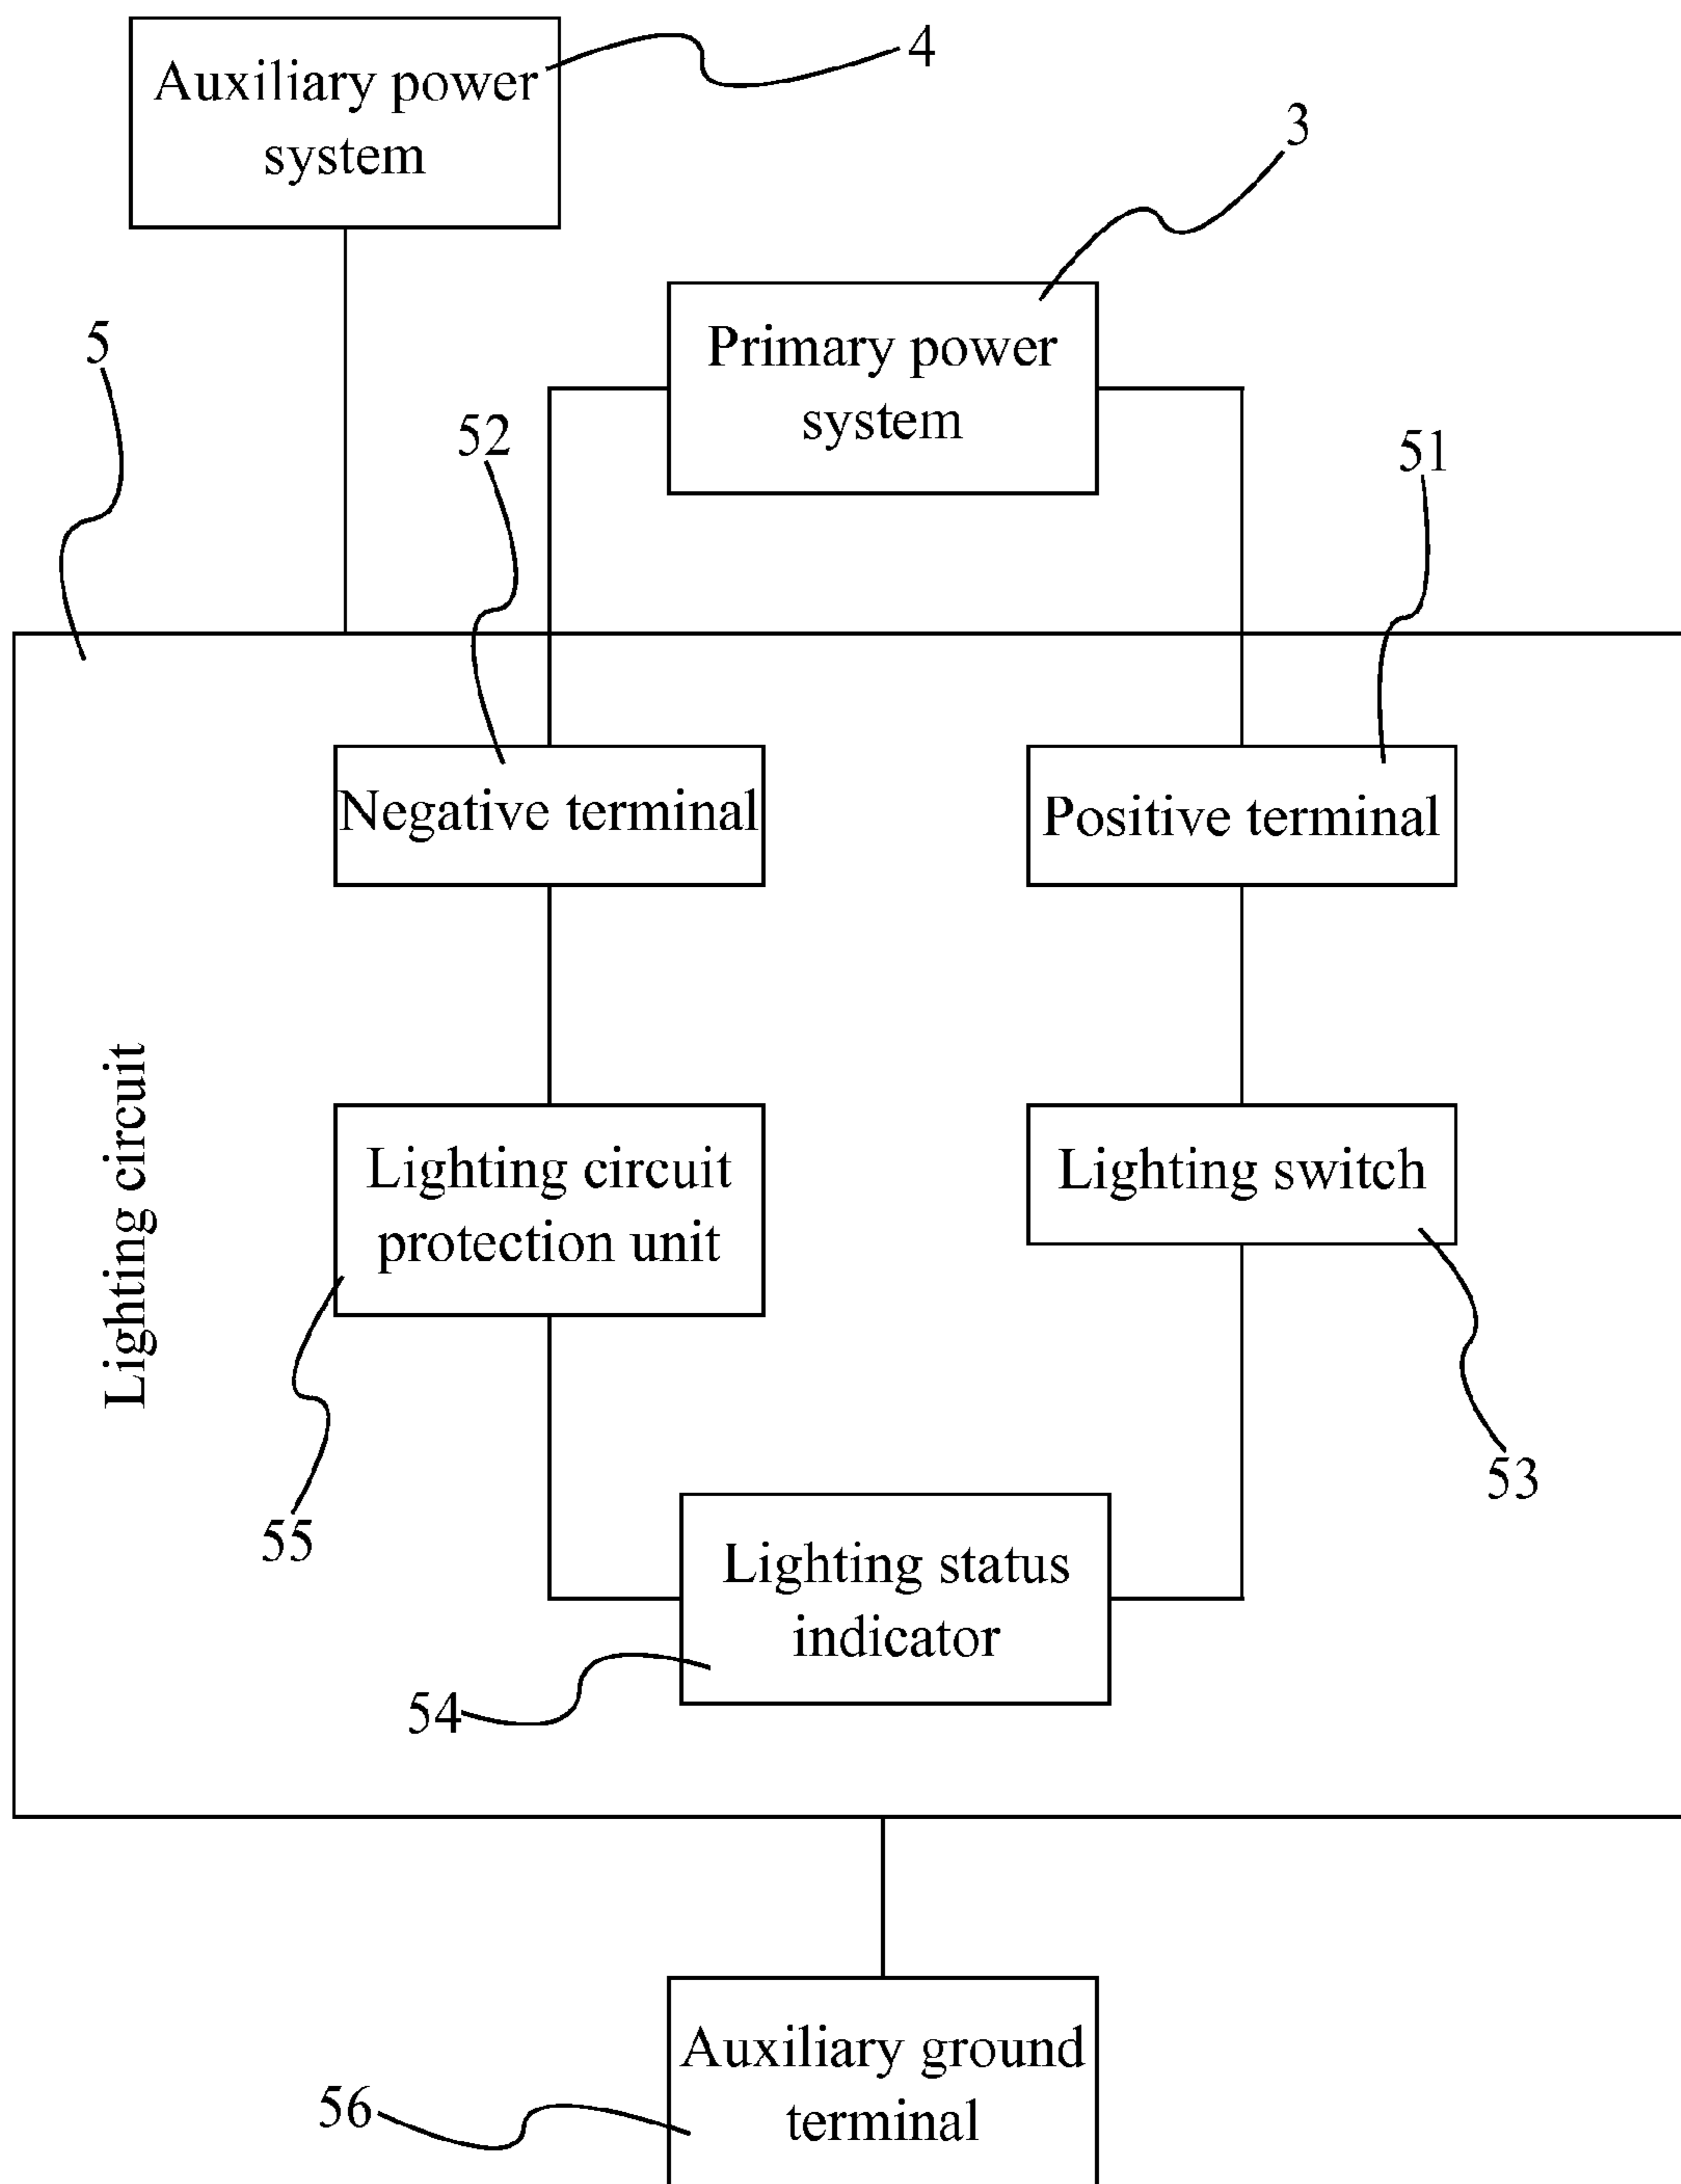 Auxiliary power
system
4
3
Primary power
system
5
52
51
Negative terminal
Positive terminal
Lighting circuit
Lighting circuit
protection unit
Lighting switch
53
55
Lighting status
indicator
54
Auxiliary ground
terminal
56